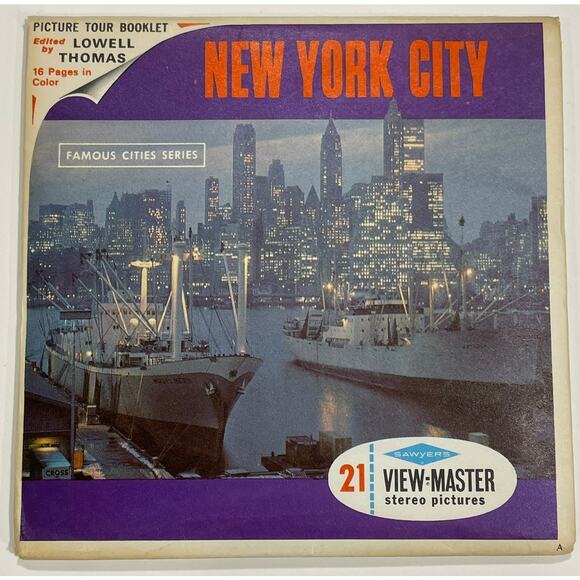 PICTURE TOUR BOOKLET
Edited by LOWELL THOMAS
16 Pages in
Color
NEW YORK CITY
FAMOUS CITIES SERIES
CROSS
SAWYER'S
21 VIEW-MASTER
stereo pictures
A